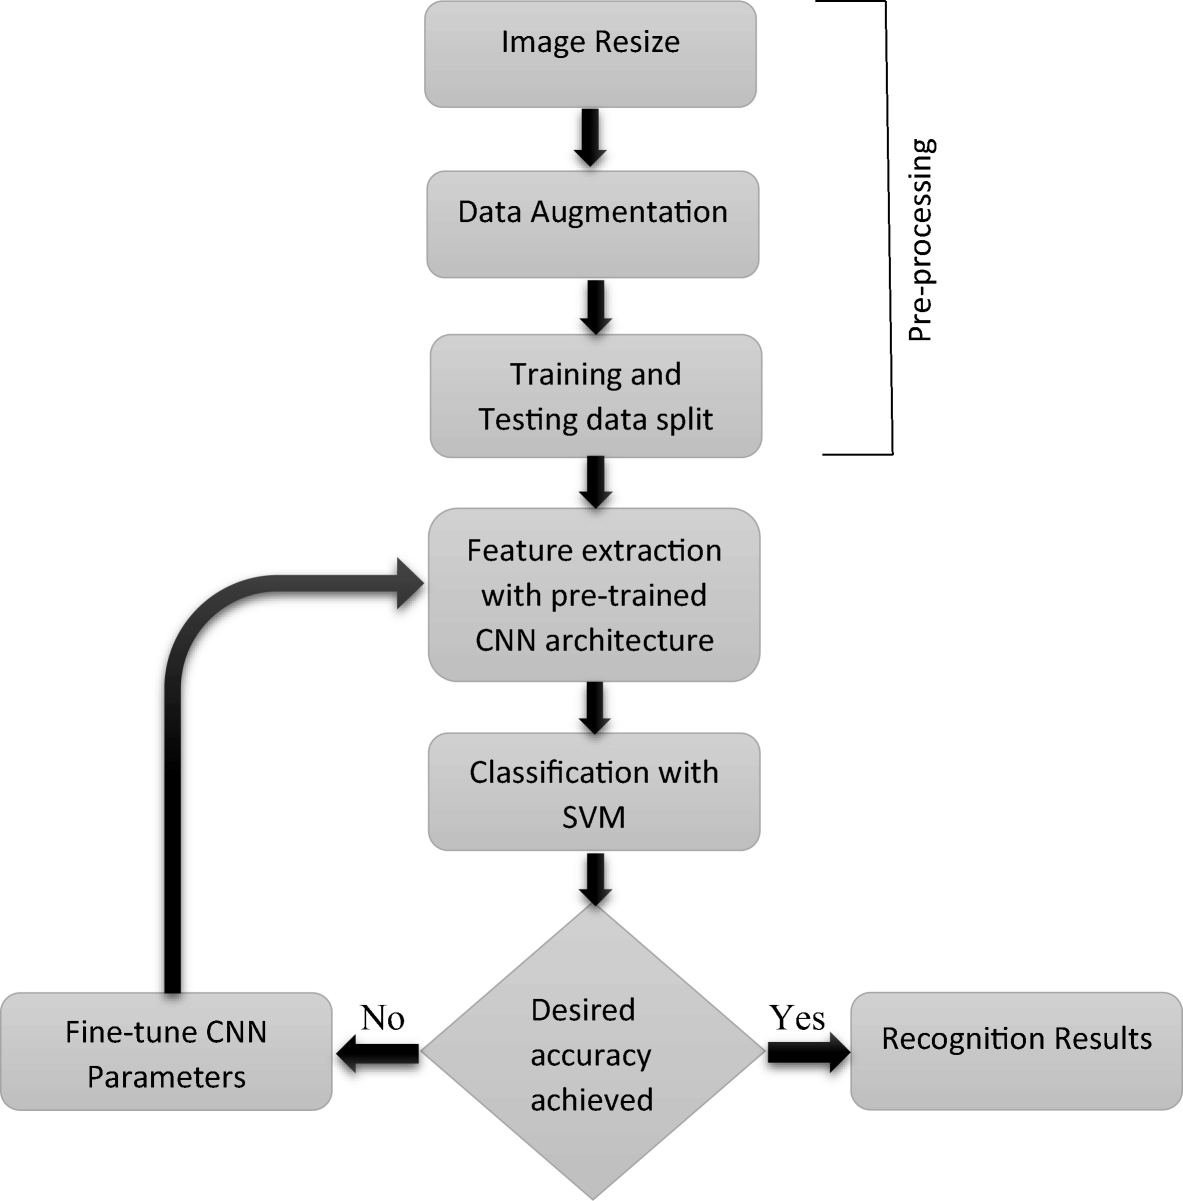 Image Resize
Data Augmentation
Pre-processing
Training and
Testing data split
Feature extraction
with pre-trained
CNN architecture
Classification with
SVM
Desired
accuracy
achieved
No
Yes
Fine-tune CNN
Parameters
Recognition Results